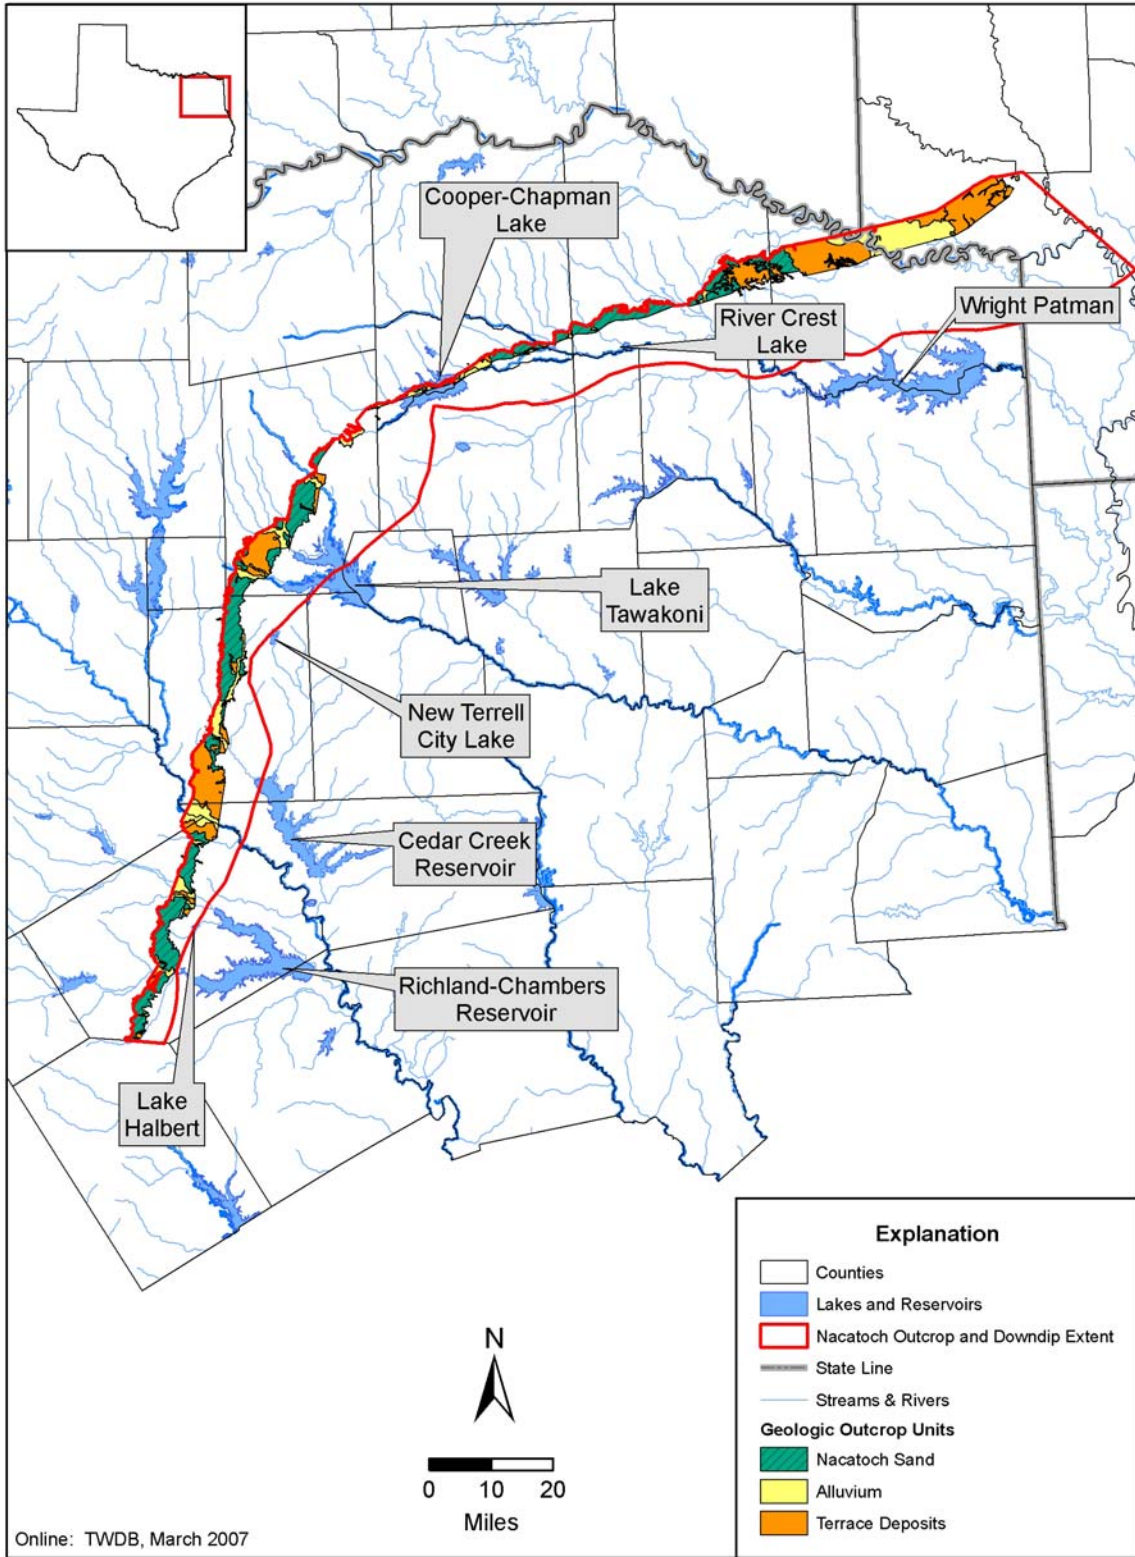 Cooper-Chapman
Lake
River Crest
Lake
Wright Patman
Lake
Tawakoni
New Terrell
City Lake
Cedar Creek
Reservoir
Richland-Chambers
Reservoir
Lake
Halbert
N
0 10 20
Miles
Explanation
Counties
Lakes and Reservoirs
Nacatoch Outcrop and Downdip Extent
State Line
Streams & Rivers
Geologic Outcrop Units
Nacatoch Sand
Alluvium
Terrace Deposits
Online: TWDB, March 2007